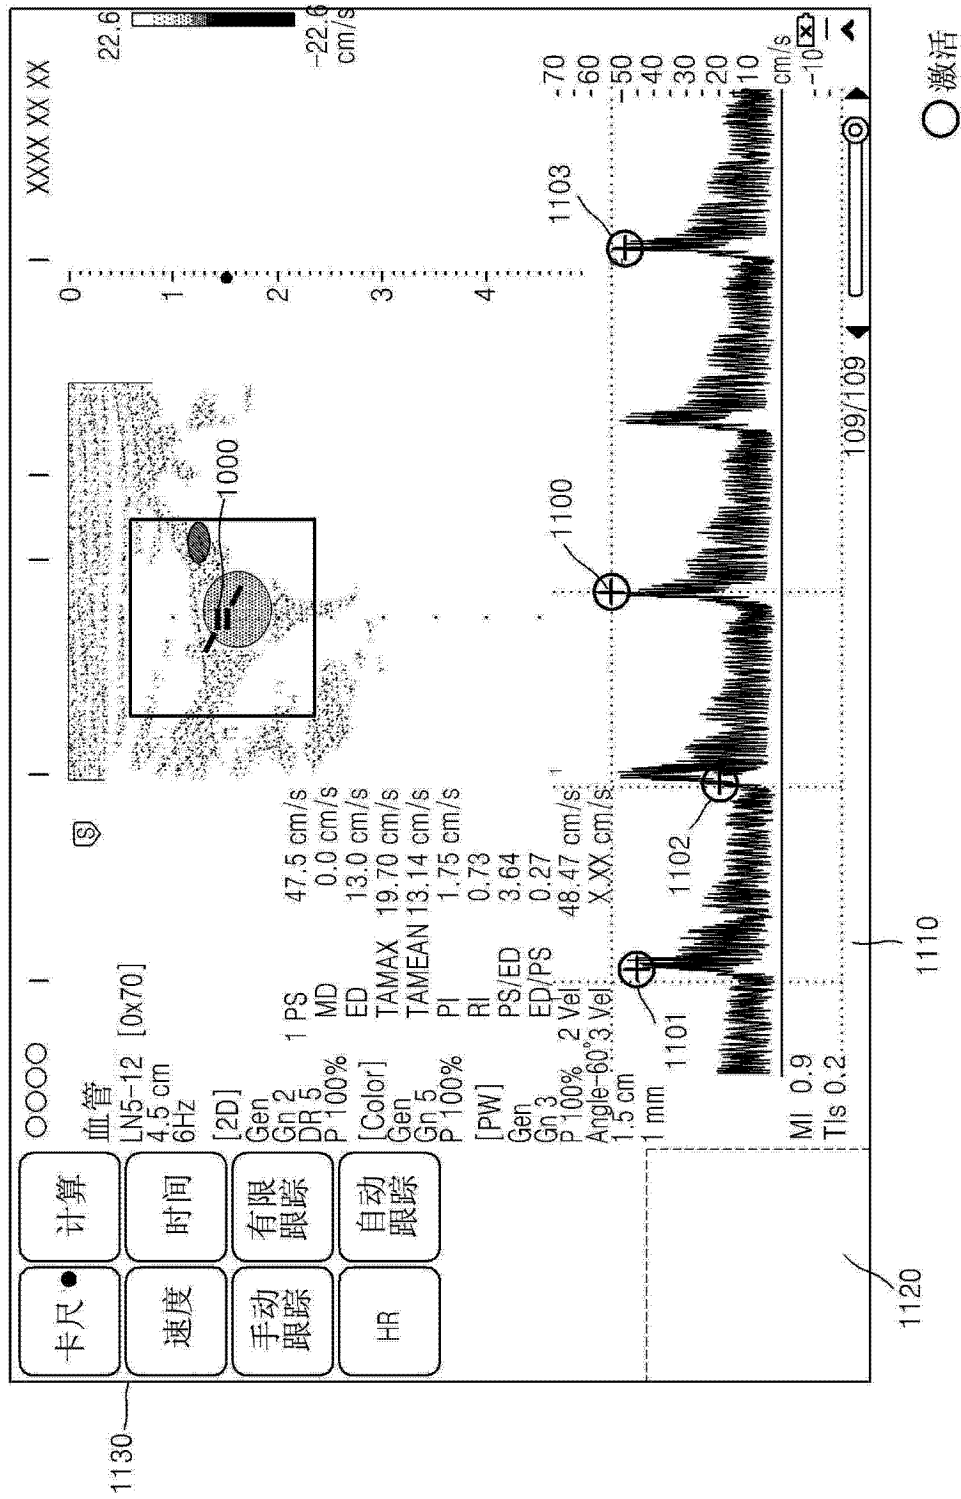 1130
卡尺
计算
速度
时间
手动
跟踪
有限
跟踪
HR
自动
跟踪
1120
OOOO
XXXX XX XX
血管
LN5-12 [0x70]
4.5 cm
6Hz
[2D]
Gen
Gn 2
DR 5
P 100%
[Color]
Gen
Gn 5
P 100%
[PW]
Gen
Gn 3
P 100%
Angle-60°
1.5 cm
1 mm
MI 0.9
TIs 0.2
S
1 PS 47.5 cm/s
MD 0.0 cm/s
ED 13.0 cm/s
TAMAX 19.70 cm/s
TAMEAN 13.14 cm/s
PI 1.75 cm/s
RI 0.73
PS/ED 3.64
ED/PS 0.27
2 Vel 48.47 cm/s
3 Vel X.XX cm/s
1000
0
1
2
3
4
22.6
-22.6
cm/s
1
1101
1102
1100
1103
1110
-70
-60
-50
-40
-30
-20
-10
cm/s
-10
109/109
激活